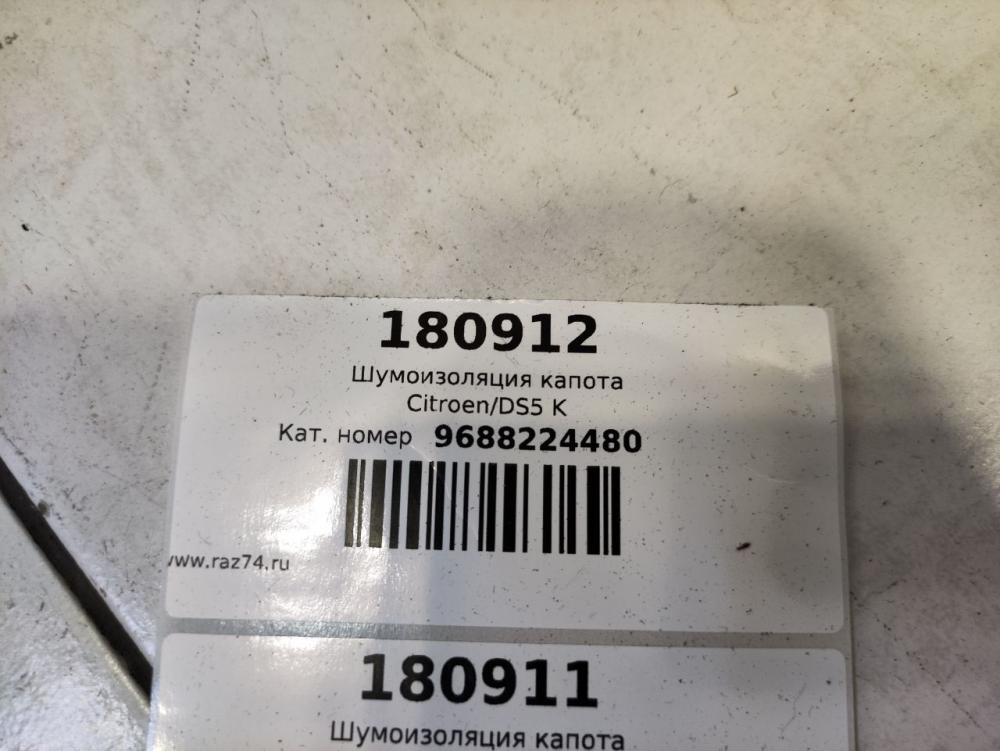 180912
Шумоизоляция капота
Citroen/DS5 K
Кат. номер 9688224480
www.raz74.ru
180911
Шумоизоляция капота